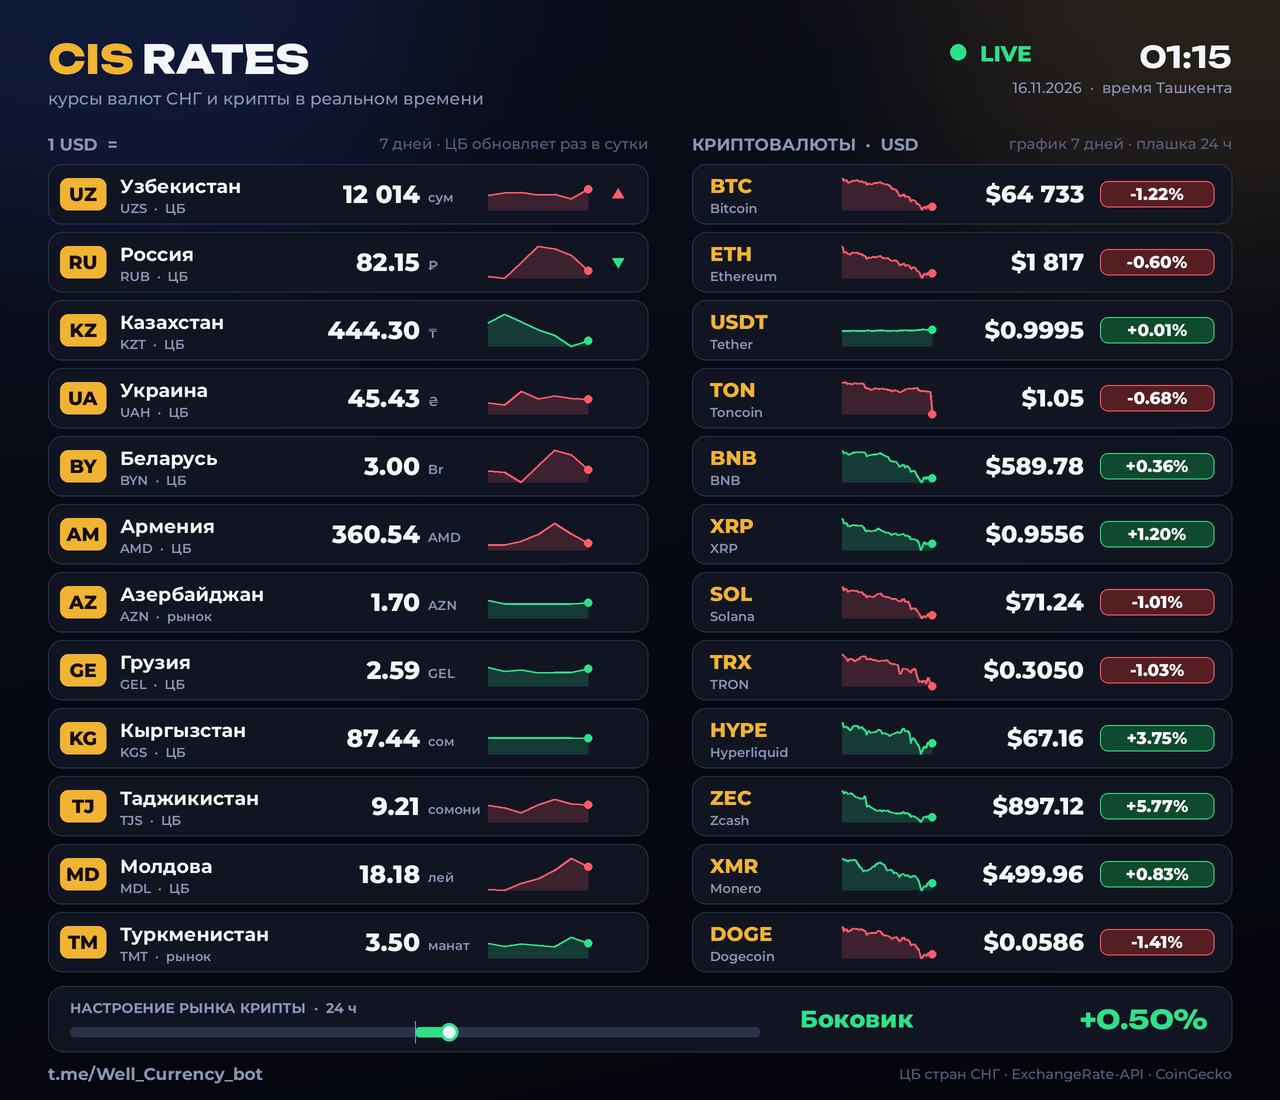 CIS RATES
LIVE 01:15
курсы валют СНГ и крипты в реальном времени
16.11.2026 · время Ташкента
1 USD =
7 дней · ЦБ обновляет раз в сутки
UZ Узбекистан 12 014 сум
UZS · ЦБ
RU Россия 82.15 ₽
RUB · ЦБ
KZ Казахстан 444.30 ₸
KZT · ЦБ
UA Украина 45.43 ₴
UAH · ЦБ
BY Беларусь 3.00 Br
BYN · ЦБ
AM Армения 360.54 AMD
AMD · ЦБ
AZ Азербайджан 1.70 AZN
AZN · рынок
GE Грузия 2.59 GEL
GEL · ЦБ
KG Кыргызстан 87.44 сом
KGS · ЦБ
TJ Таджикистан 9.21 сомони
TJS · ЦБ
MD Молдова 18.18 лей
MDL · ЦБ
TM Туркменистан 3.50 манат
TMT · рынок
КРИПТОВАЛЮТЫ · USD
график 7 дней · плашка 24 ч
BTC $64 733 -1.22%
Bitcoin
ETH $1 817 -0.60%
Ethereum
USDT $0.9995 +0.01%
Tether
TON $1.05 -0.68%
Toncoin
BNB $589.78 +0.36%
BNB
XRP $0.9556 +1.20%
XRP
SOL $71.24 -1.01%
Solana
TRX $0.3050 -1.03%
TRON
HYPE $67.16 +3.75%
Hyperliquid
ZEC $897.12 +5.77%
Zcash
XMR $499.96 +0.83%
Monero
DOGE $0.0586 -1.41%
Dogecoin
НАСТРОЕНИЕ РЫНКА КРИПТЫ · 24 ч
Боковик +0.50%
t.me/Well_Currency_bot
ЦБ стран СНГ · ExchangeRate-API · CoinGecko